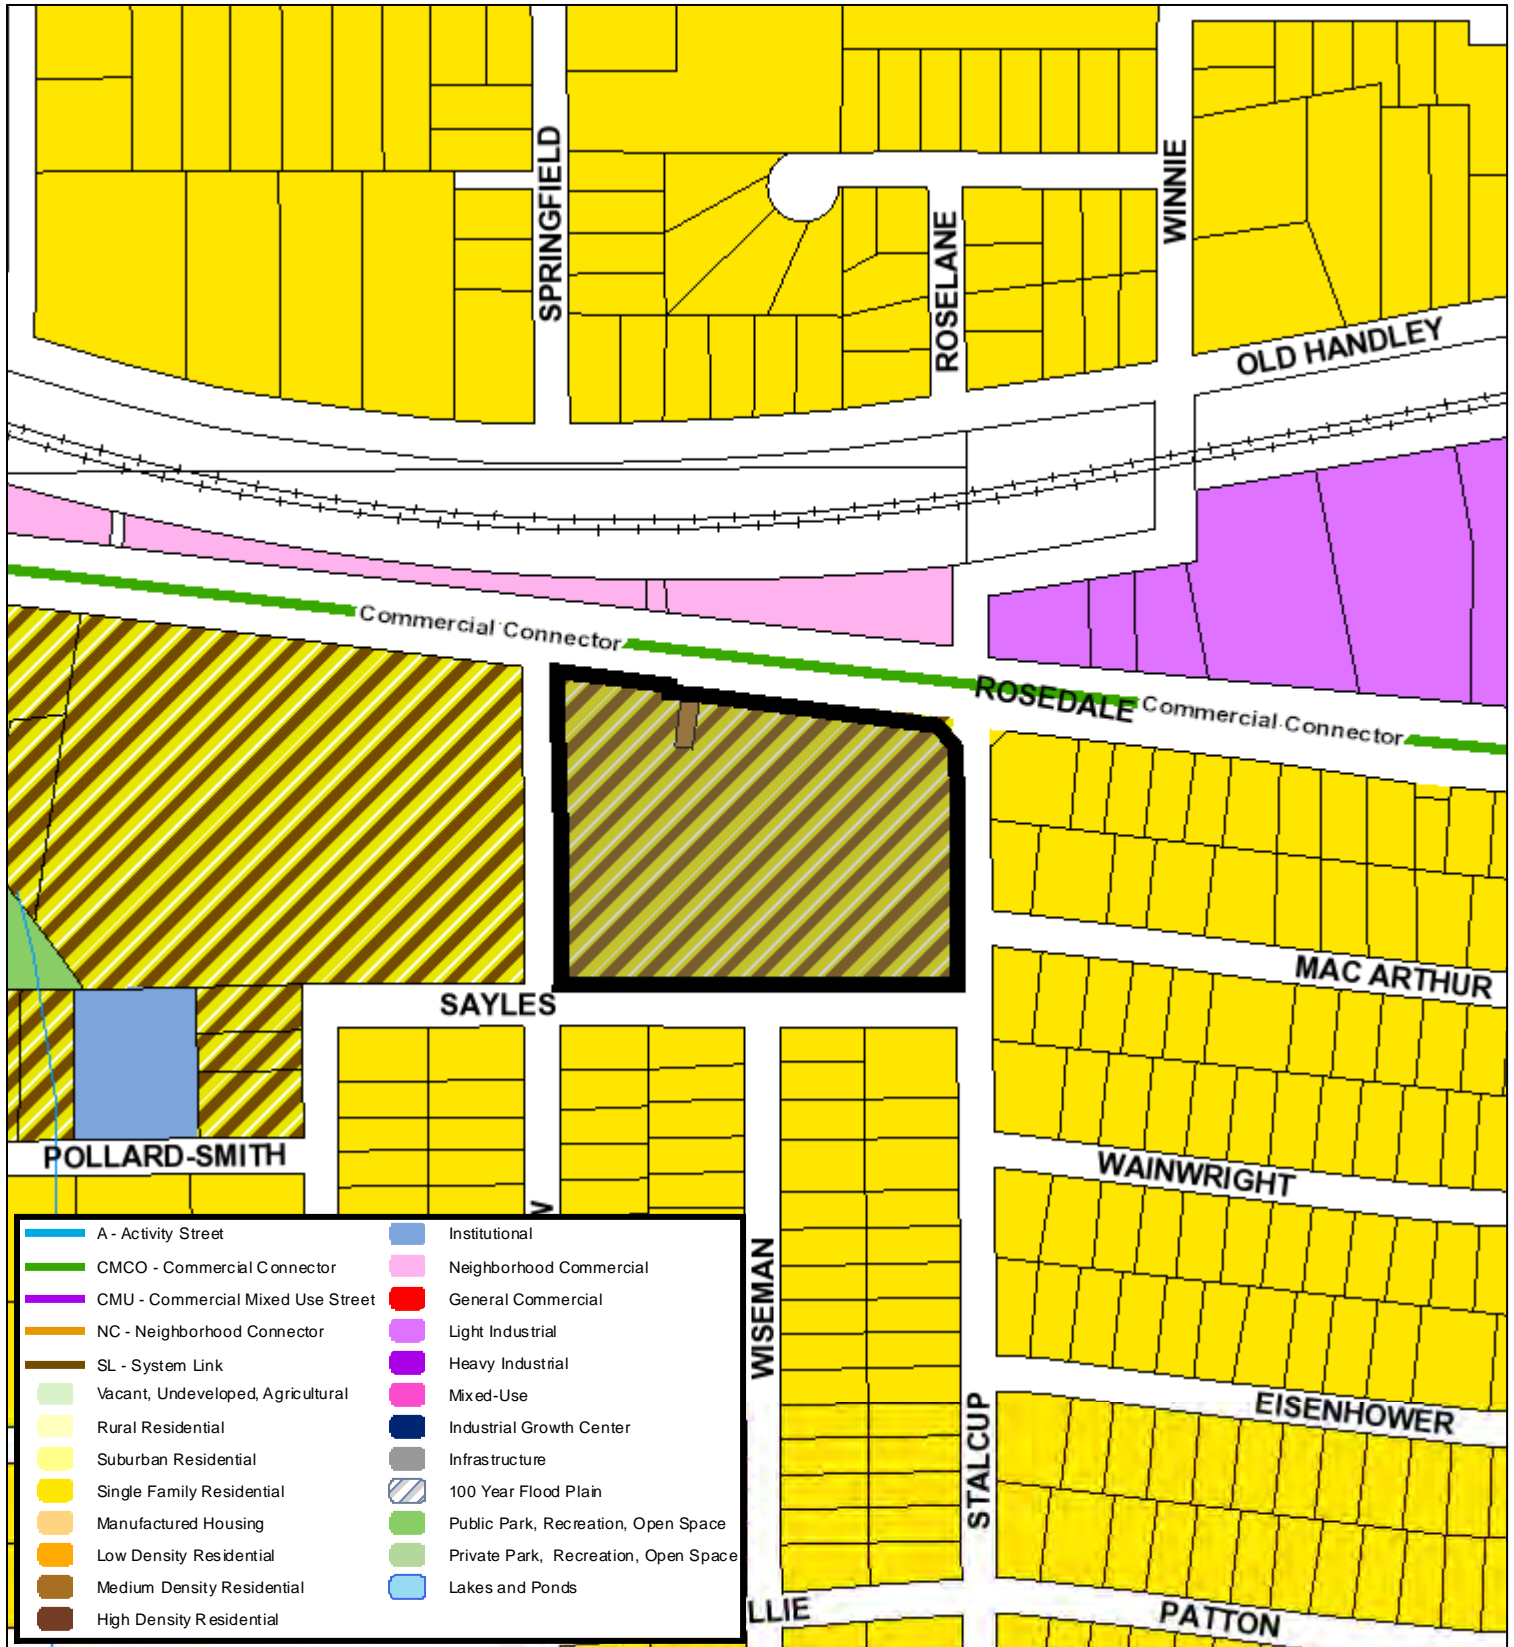 SPRINGFIELD
ROSELANE
WINNIE
OLD HANDLEY
Commercial Connector
ROSEDALE
Commercial Connector
MAC ARTHUR
SAYLES
POLLARD-SMITH
WAINWRIGHT
WISEMAN
EISENHOWER
STALCUP
PATTON
LLIE
A - Activity Street
CMCO - Commercial Connector
CMU - Commercial Mixed Use Street
NC - Neighborhood Connector
SL - System Link
Vacant, Undeveloped, Agricultural
Rural Residential
Suburban Residential
Single Family Residential
Manufactured Housing
Low Density Residential
Medium Density Residential
High Density Residential
Institutional
Neighborhood Commercial
General Commercial
Light Industrial
Heavy Industrial
Mixed-Use
Industrial Growth Center
Infrastructure
100 Year Flood Plain
Public Park, Recreation, Open Space
Private Park, Recreation, Open Space
Lakes and Ponds